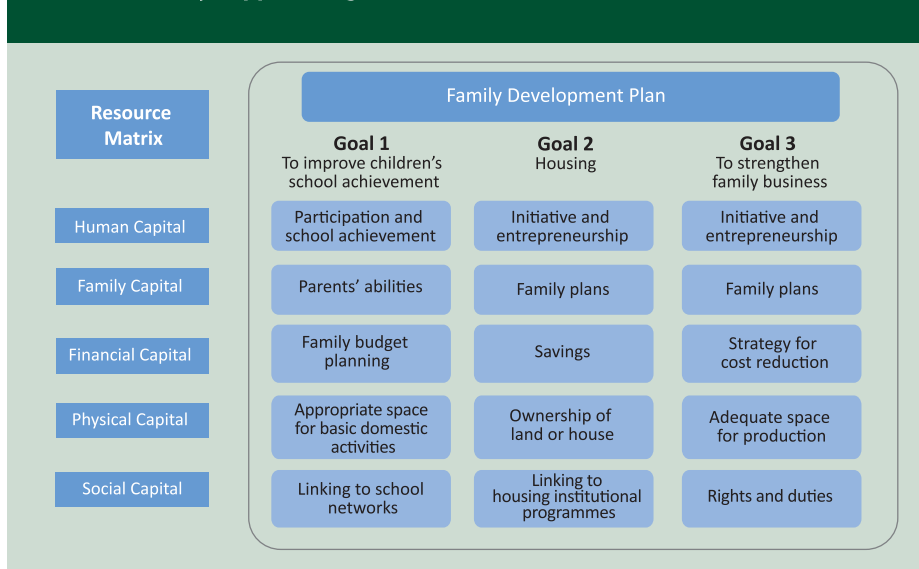 Family Development Plan
Resource
Matrix
Goal 1
To improve children's
school achievement
Goal 2
Housing
Goal 3
To strengthen
family business
Human Capital
Participation and
school achievement
Initiative and
entrepreneurship
Initiative and
entrepreneurship
Family Capital
Parents' abilities
Family plans
Family plans
Financial Capital
Family budget
planning
Savings
Strategy for
cost reduction
Physical Capital
Appropriate space
for basic domestic
activities
Ownership of
land or house
Adequate space
for production
Social Capital
Linking to school
networks
Linking to
housing institutional
programmes
Rights and duties